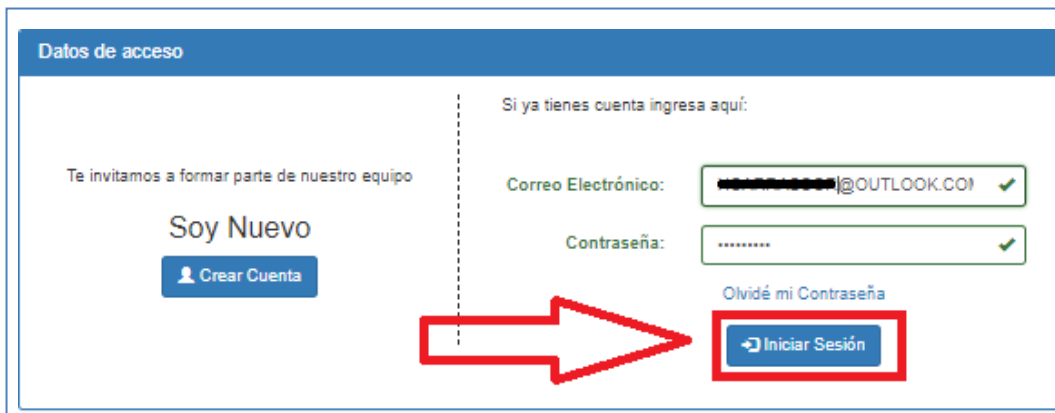 Datos de acceso
Te invitamos a formar parte de nuestro equipo
Soy Nuevo
Crear Cuenta
Si ya tienes cuenta ingresa aquí:
Correo Electrónico:
@OUTLOOK.COM
Contraseña:
·········
Olvidé mi Contraseña
Iniciar Sesión